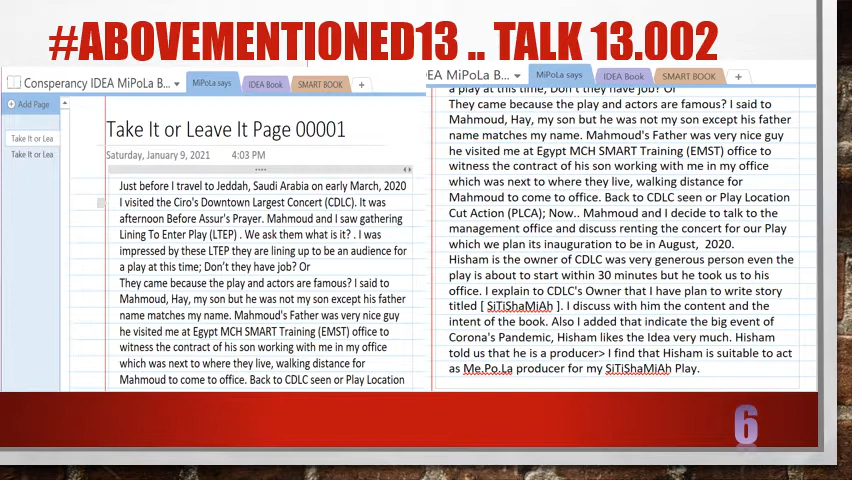 #ABOVEMENTIONED13 .. TALK 13.002
Consperancy IDEA MiPoLa B...
MiPoLa says
IDEA Book
SMART BOOK
+
Add Page
Take It or Lea
Take It or Lea
Take It or Leave It Page 00001
Saturday, January 9, 2021 4:03 PM
Just before I travel to Jeddah, Saudi Arabia on early March, 2020
I visited the Ciro's Downtown Largest Concert (CDLC). It was
afternoon Before Assur's Prayer. Mahmoud and I saw gathering
Lining To Enter Play (LTEP) . We ask them what is it? . I was
impressed by these LTEP they are lining up to be an audience for
a play at this time; Don't they have job? Or
They came because the play and actors are famous? I said to
Mahmoud, Hay, my son but he was not my son except his father
name matches my name. Mahmoud's Father was very nice guy
he visited me at Egypt MCH SMART Training (EMST) office to
witness the contract of his son working with me in my office
which was next to where they live, walking distance for
Mahmoud to come to office. Back to CDLC seen or Play Location
EA MiPoLa B...
MiPoLa says
IDEA Book
SMART BOOK
+
a play at this time; Don't they have job? Or
They came because the play and actors are famous? I said to
Mahmoud, Hay, my son but he was not my son except his father
name matches my name. Mahmoud's Father was very nice guy
he visited me at Egypt MCH SMART Training (EMST) office to
witness the contract of his son working with me in my office
which was next to where they live, walking distance for
Mahmoud to come to office. Back to CDLC seen or Play Location
Cut Action (PLCA); Now.. Mahmoud and I decide to talk to the
management office and discuss renting the concert for our Play
which we plan its inauguration to be in August, 2020.
Hisham is the owner of CDLC was very generous person even the
play is about to start within 30 minutes but he took us to his
office. I explain to CDLC's Owner that I have plan to write story
titled [ SiTiShaMiAh ]. I discuss with him the content and the
intent of the book. Also I added that indicate the big event of
Corona's Pandemic, Hisham likes the Idea very much. Hisham
told us that he is a producer> I find that Hisham is suitable to act
as Me.Po.La producer for my SiTiShaMiAh Play.
6